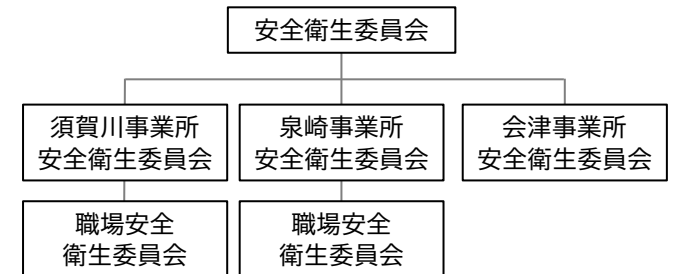 安全衛生委員会
須賀川事業所
安全衛生委員会
泉崎事業所
安全衛生委員会
会津事業所
安全衛生委員会
職場安全
衛生委員会
職場安全
衛生委員会